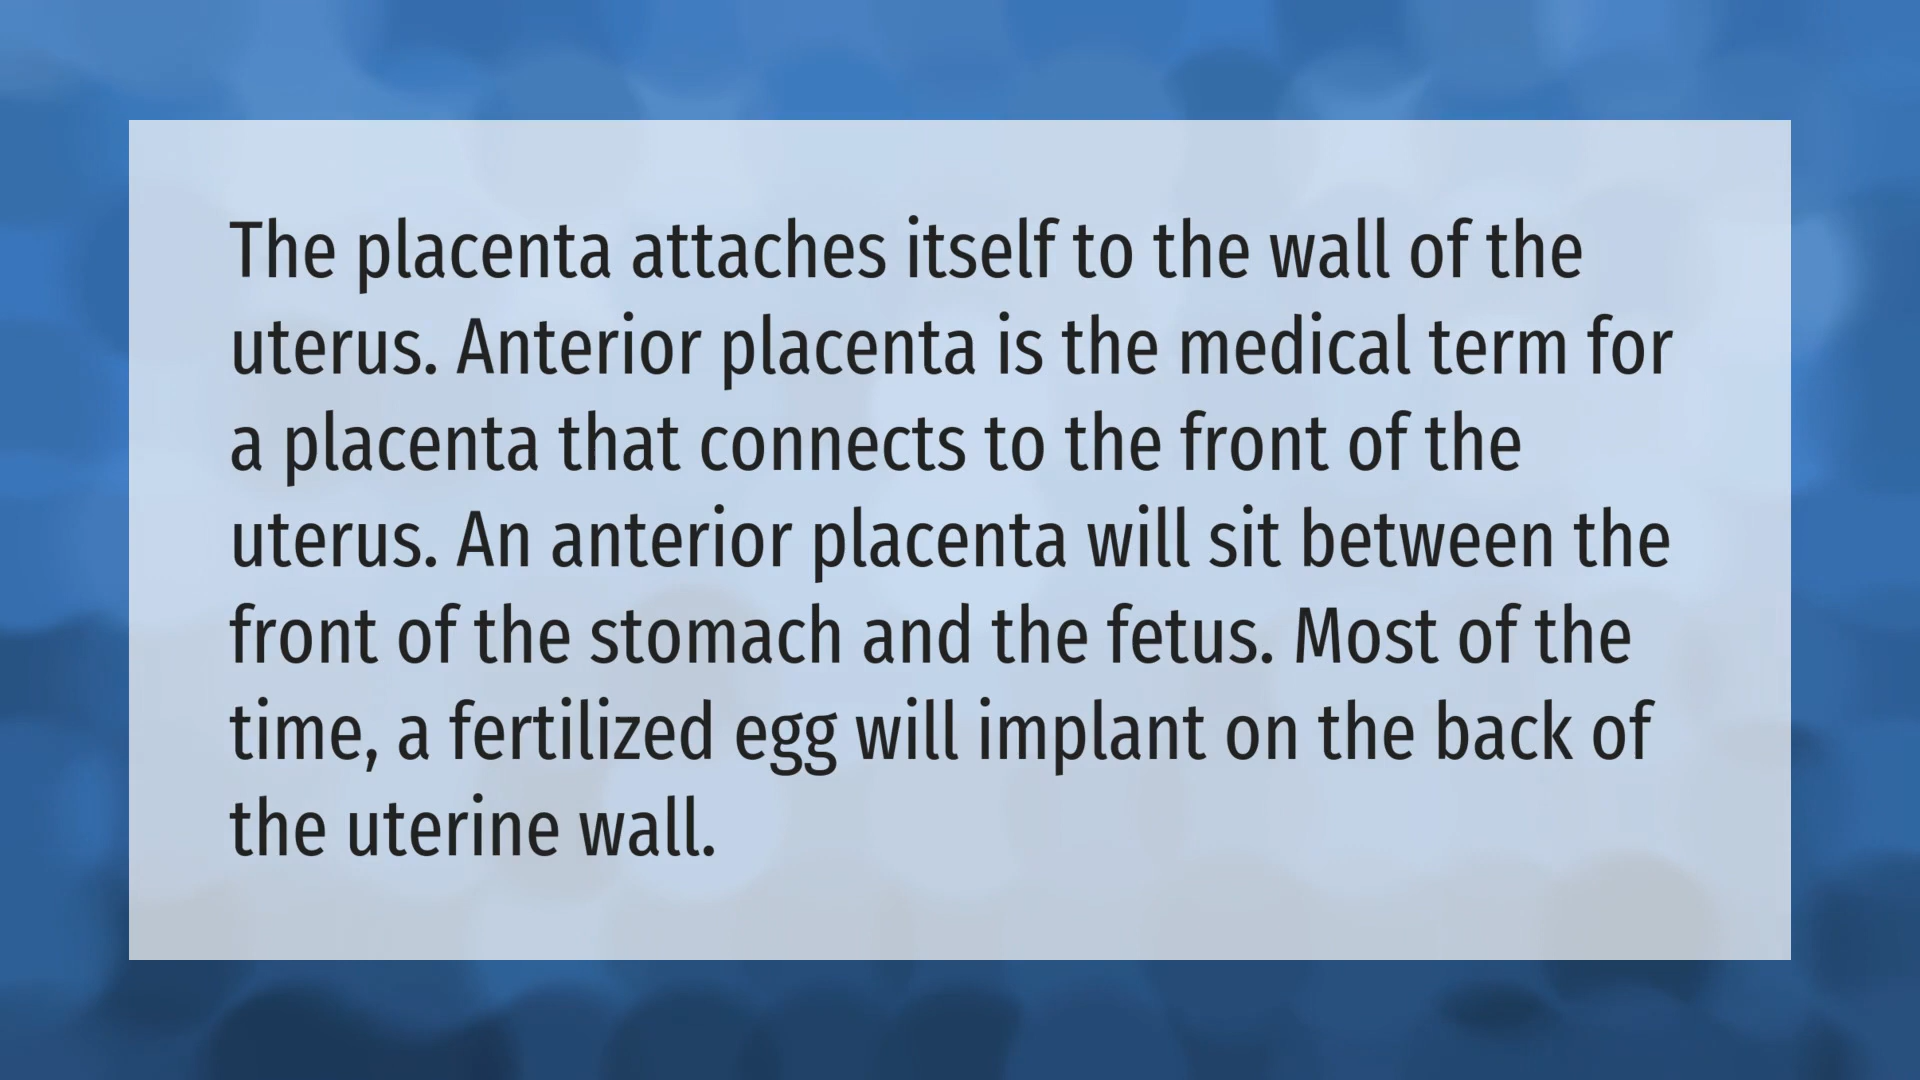 The placenta attaches itself to the wall of the
uterus. Anterior placenta is the medical term for
a placenta that connects to the front of the
uterus. An anterior placenta will sit between the
front of the stomach and the fetus. Most of the
time, a fertilized egg will implant on the back of
the uterine wall.